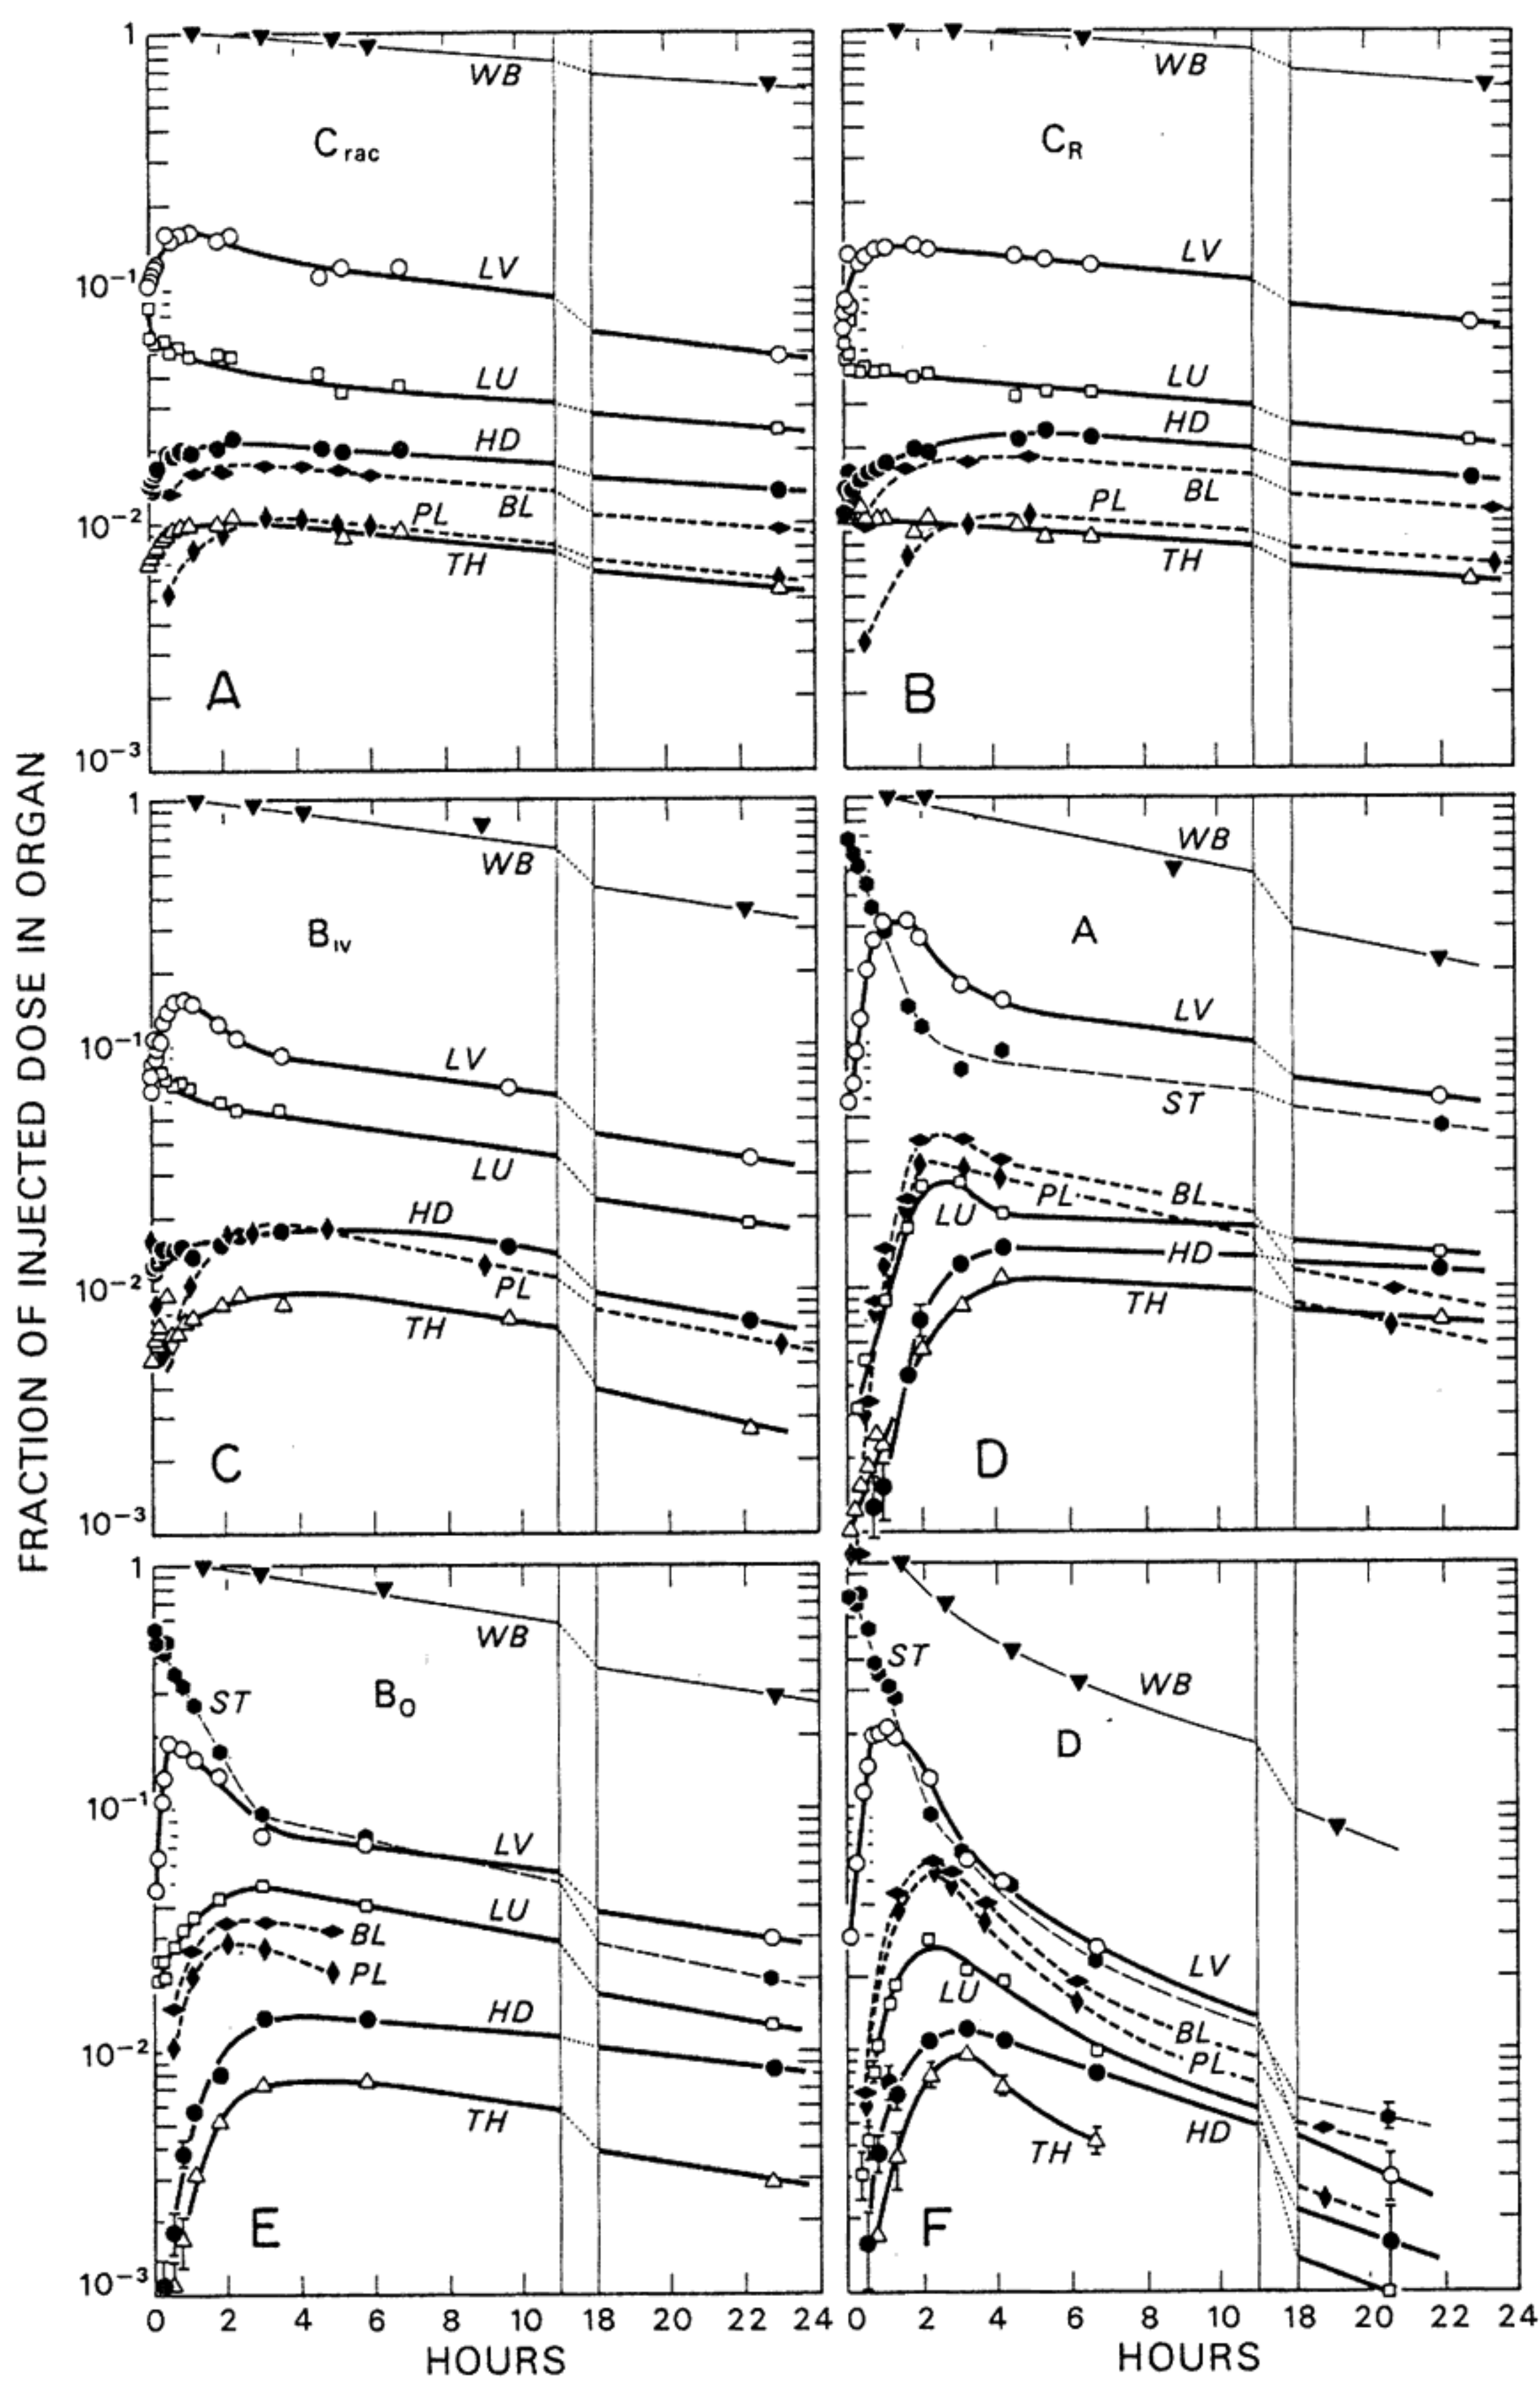 FRACTION OF INJECTED DOSE IN ORGAN
1
10⁻¹
10⁻²
10⁻³
C rac
WB
LV
LU
HD
BL
PL
TH
A
C R
WB
LV
LU
HD
BL
PL
TH
B
1
10⁻¹
10⁻²
10⁻³
B IV
WB
LV
LU
HD
PL
TH
C
A
WB
LV
ST
BL
PL
LU
HD
TH
D
1
10⁻¹
10⁻²
10⁻³
B O
WB
ST
LV
LU
BL
PL
HD
TH
E
D
ST
WB
LV
LU
BL
PL
HD
TH
F
0 2 4 6 8 10 18 20 22 24
HOURS
0 2 4 6 8 10 18 20 22 24
HOURS